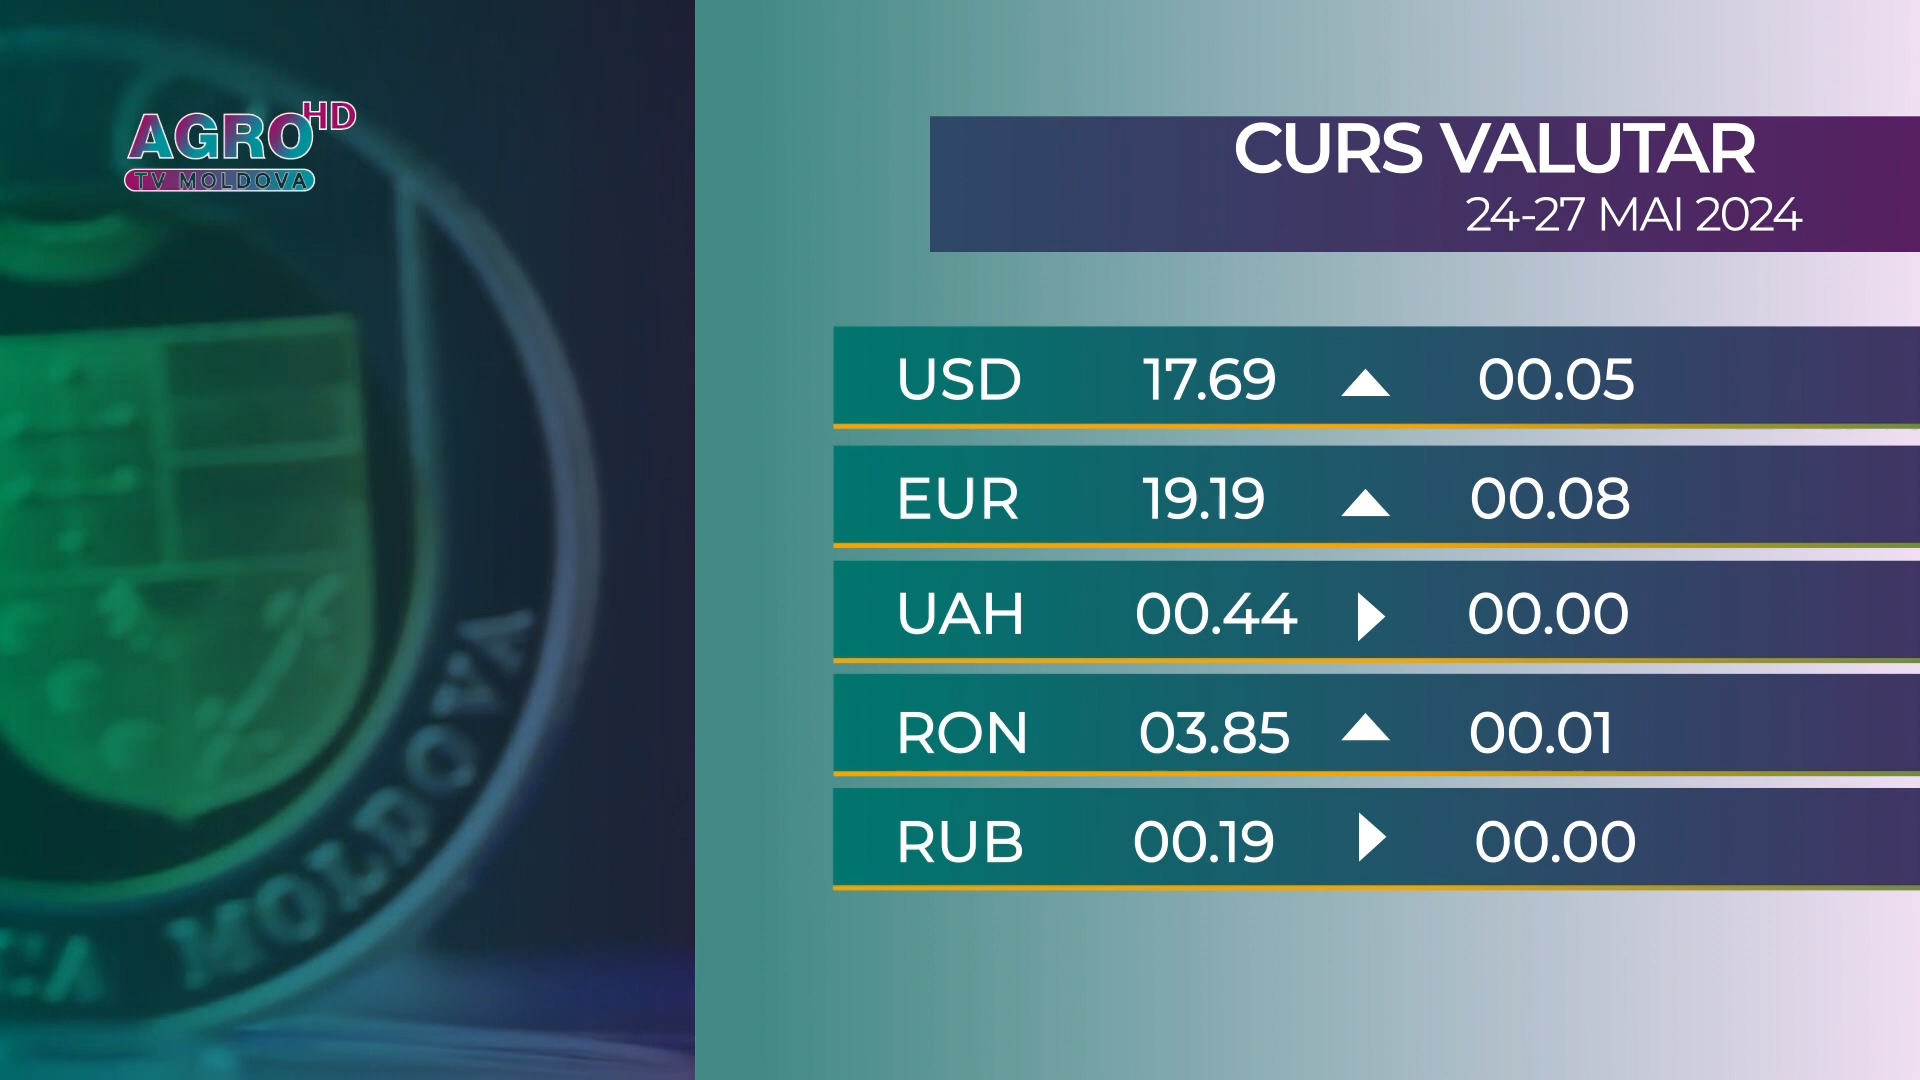 AGRO HD
TV MOLDOVA
CURS VALUTAR
24-27 MAI 2024
USD 17.69 00.05
EUR 19.19 00.08
UAH 00.44 00.00
RON 03.85 00.01
RUB 00.19 00.00
MOLDOVA